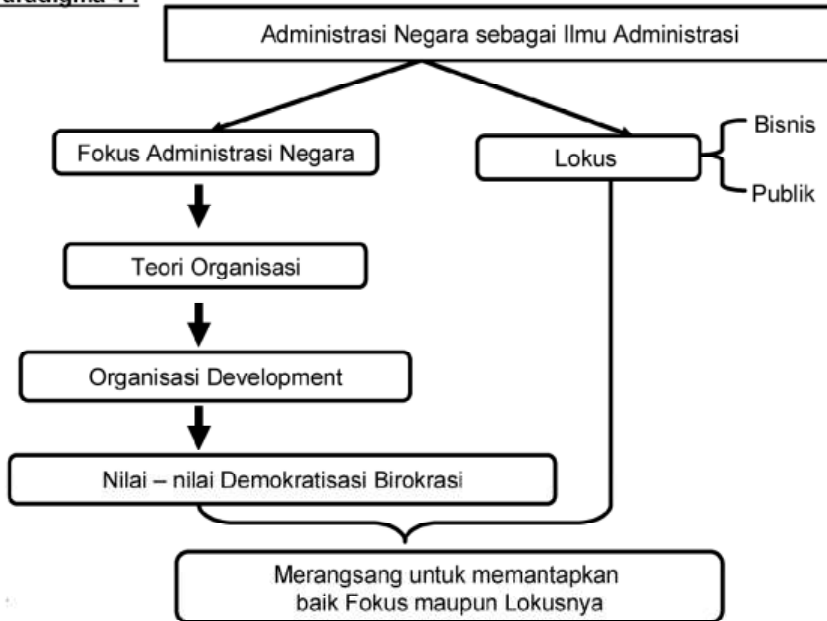 Administrasi Negara sebagai Ilmu Administrasi
Fokus Administrasi Negara
Lokus
Bisnis
Publik
Teori Organisasi
Organisasi Development
Nilai – nilai Demokratisasi Birokrasi
Merangsang untuk memantapkan
baik Fokus maupun Lokusnya